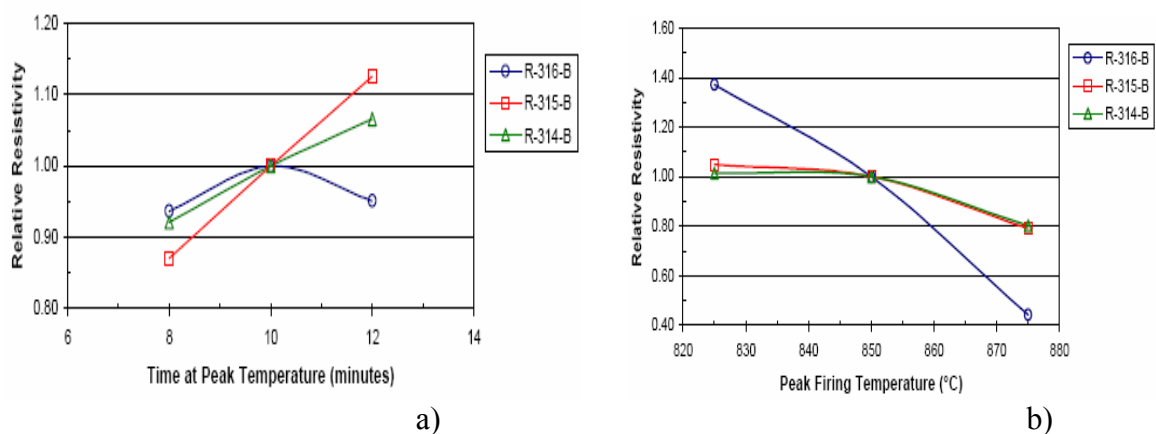 1.20
1.10
1.00
0.90
0.80
Relative Resistivity
6
8
10
12
14
Time at Peak Temperature (minutes)
R-316-B
R-315-B
R-314-B
a)
1.60
1.40
1.20
1.00
0.80
0.60
0.40
Relative Resistivity
820
830
840
850
860
870
880
Peak Firing Temperature (°C)
R-316-B
R-315-B
R-314-B
b)